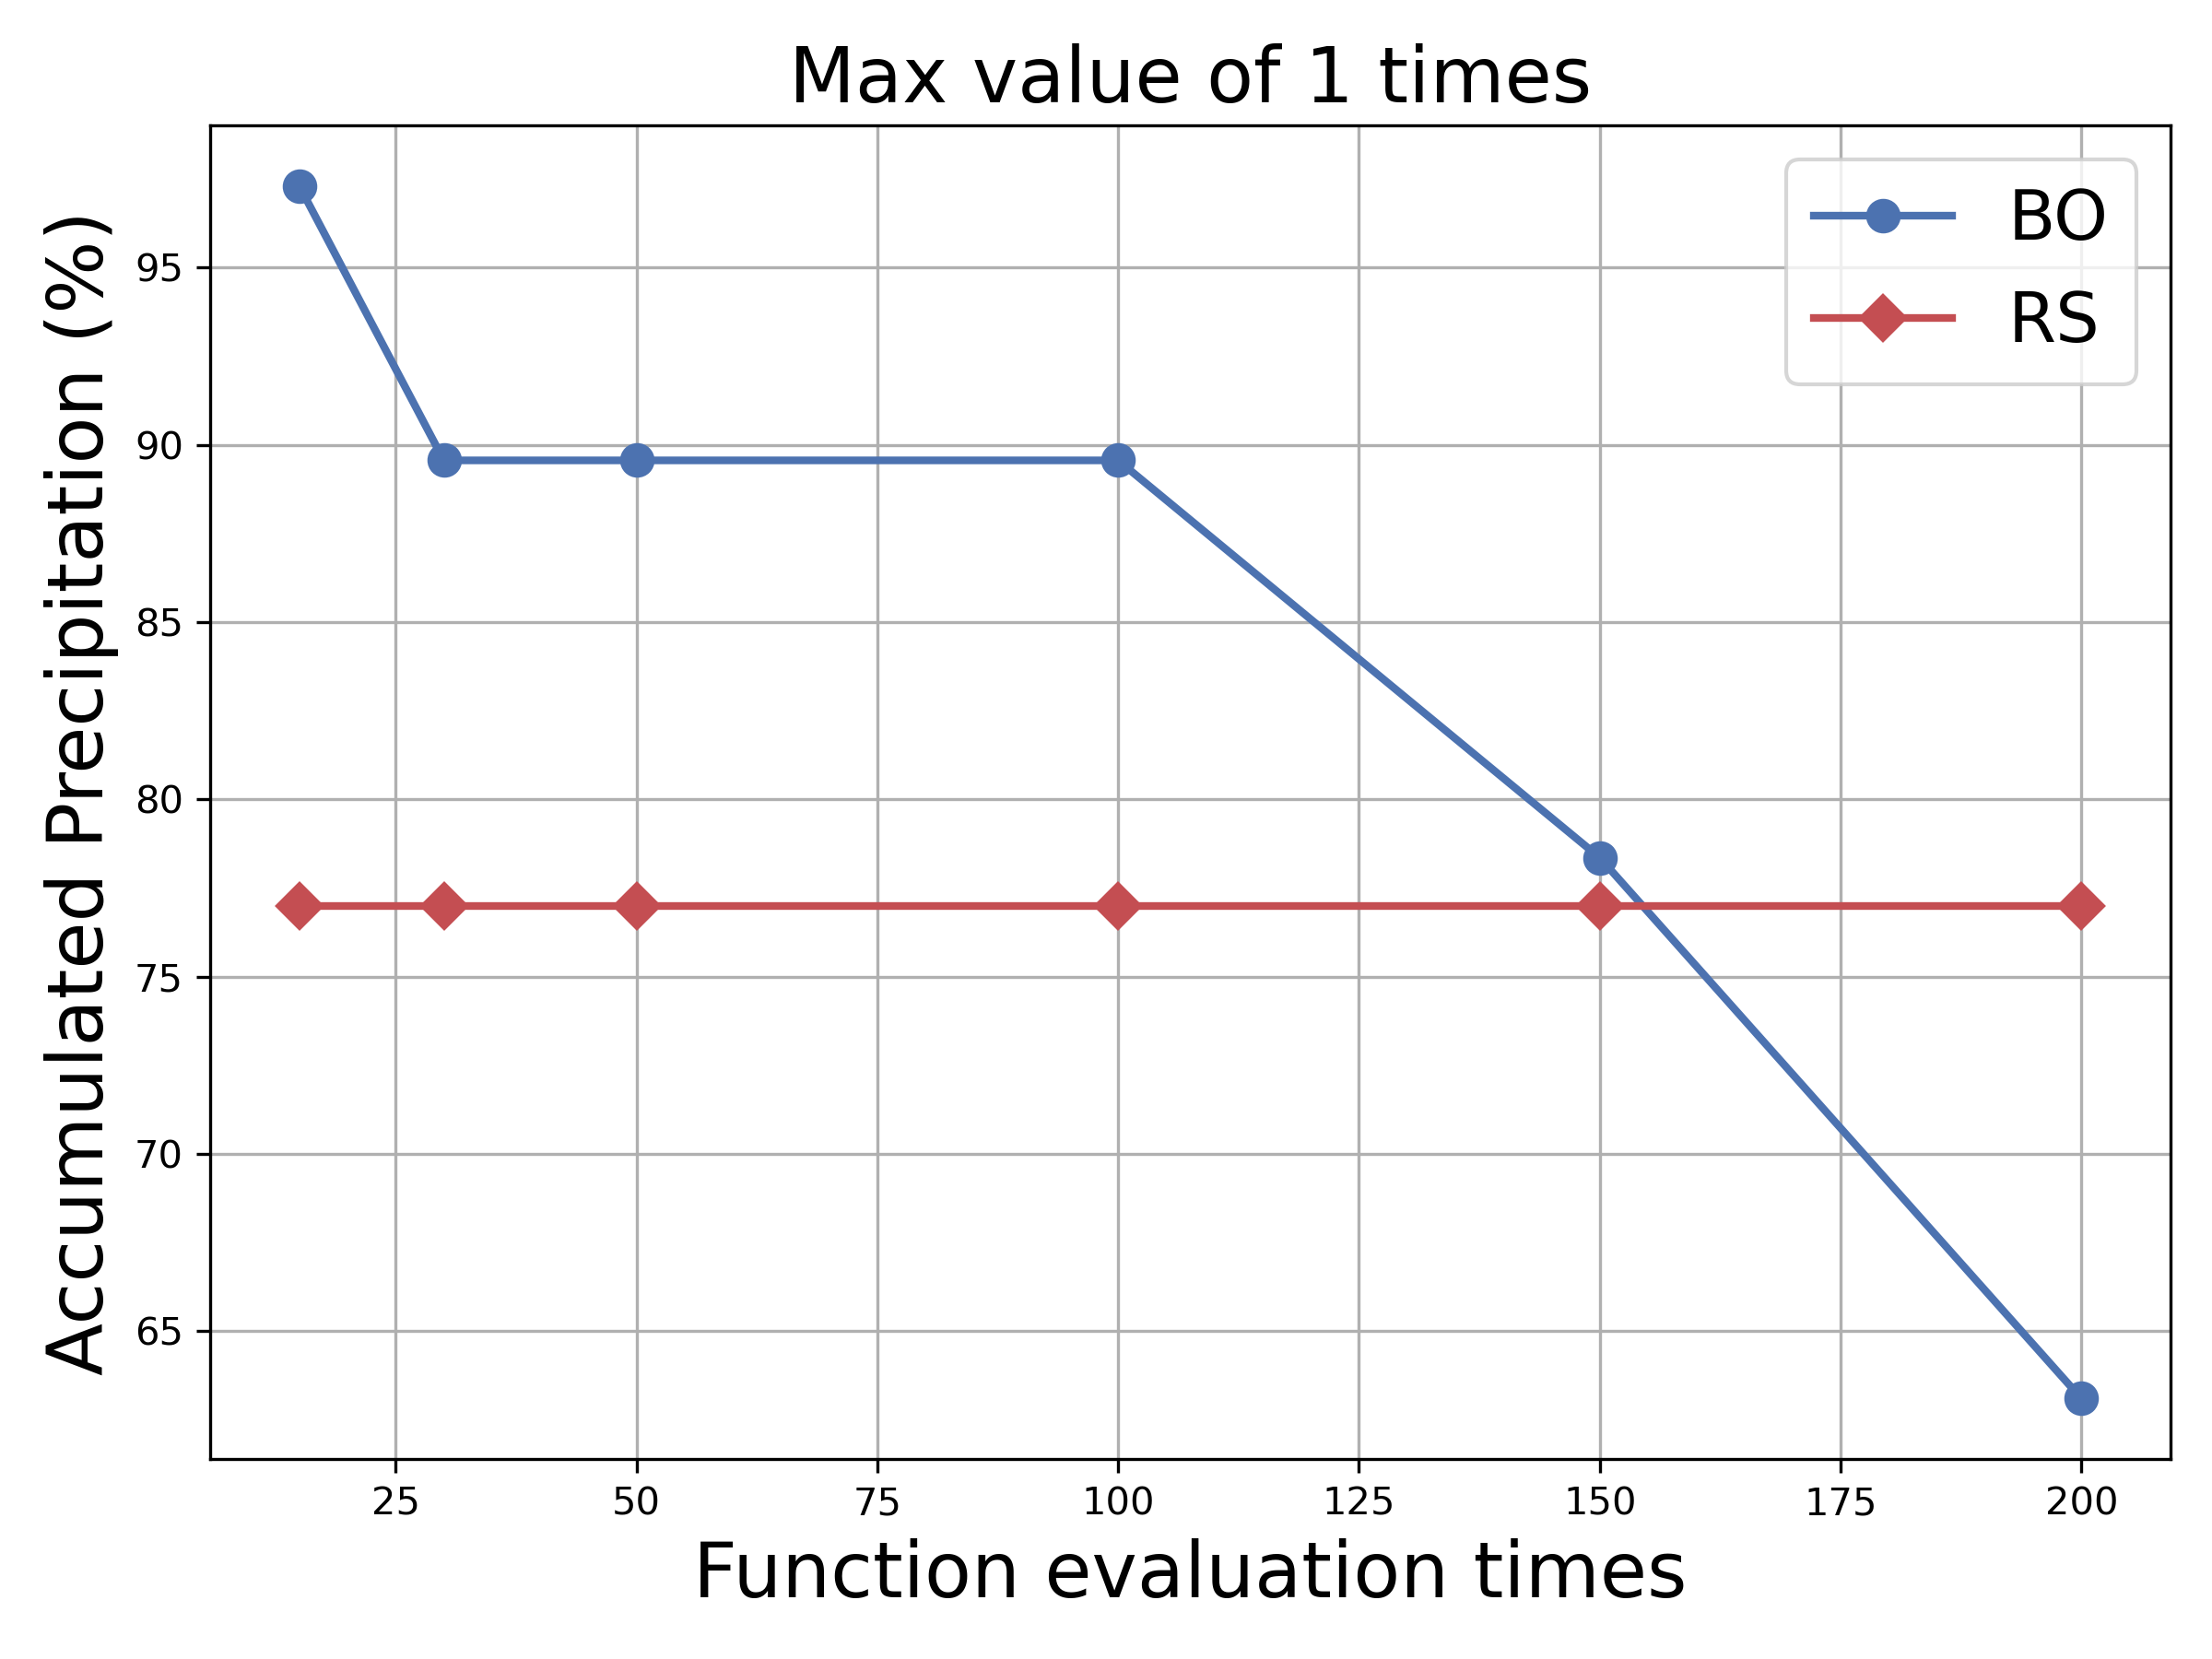 Max value of 1 times
BO
RS
Accumulated Precipitation (%)
95
90
85
80
75
70
65
25 50 75 100 125 150 175 200
Function evaluation times